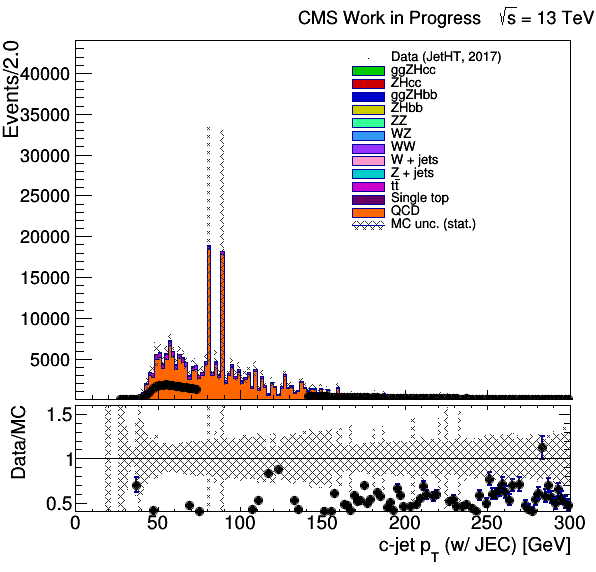 CMS Work in Progress √s = 13 TeV
Events/2.0
40000
35000
30000
25000
20000
15000
10000
5000
Data (JetHT, 2017)
ggZHcc
ZHcc
ggZHbb
ZHbb
ZZ
WZ
WW
W + jets
Z + jets
tt̄
Single top
QCD
MC unc. (stat.)
Data/MC
1.5
1
0.5
0 50 100 150 200 250 300
c-jet p_T (w/ JEC) [GeV]